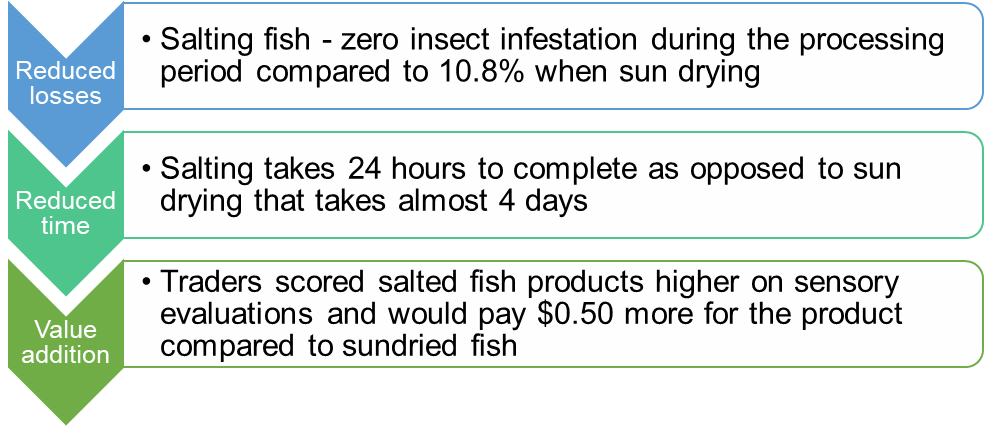 Reduced
losses
• Salting fish - zero insect infestation during the processing
period compared to 10.8% when sun drying
Reduced
time
• Salting takes 24 hours to complete as opposed to sun
drying that takes almost 4 days
Value
addition
• Traders scored salted fish products higher on sensory
evaluations and would pay $0.50 more for the product
compared to sundried fish